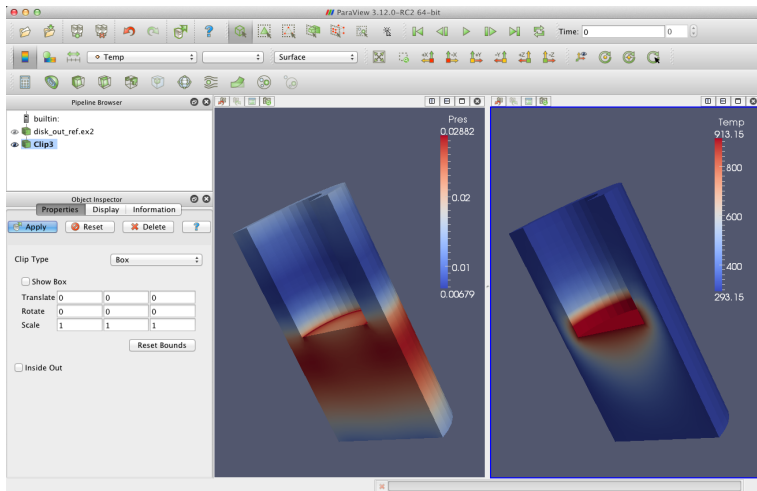 ParaView 3.12.0-RC2 64-bit
Time: 0 0
Temp Surface
Pipeline Browser
builtin:
disk_out_ref.ex2
Clip3
Object Inspector
Properties Display Information
Apply Reset Delete ?
Clip Type Box
Show Box
Translate 0 0 0
Rotate 0 0 0
Scale 1 1 1
Reset Bounds
Inside Out
Pres
0.02882
0.02
0.01
0.00679
Temp
913.15
800
600
400
293.15